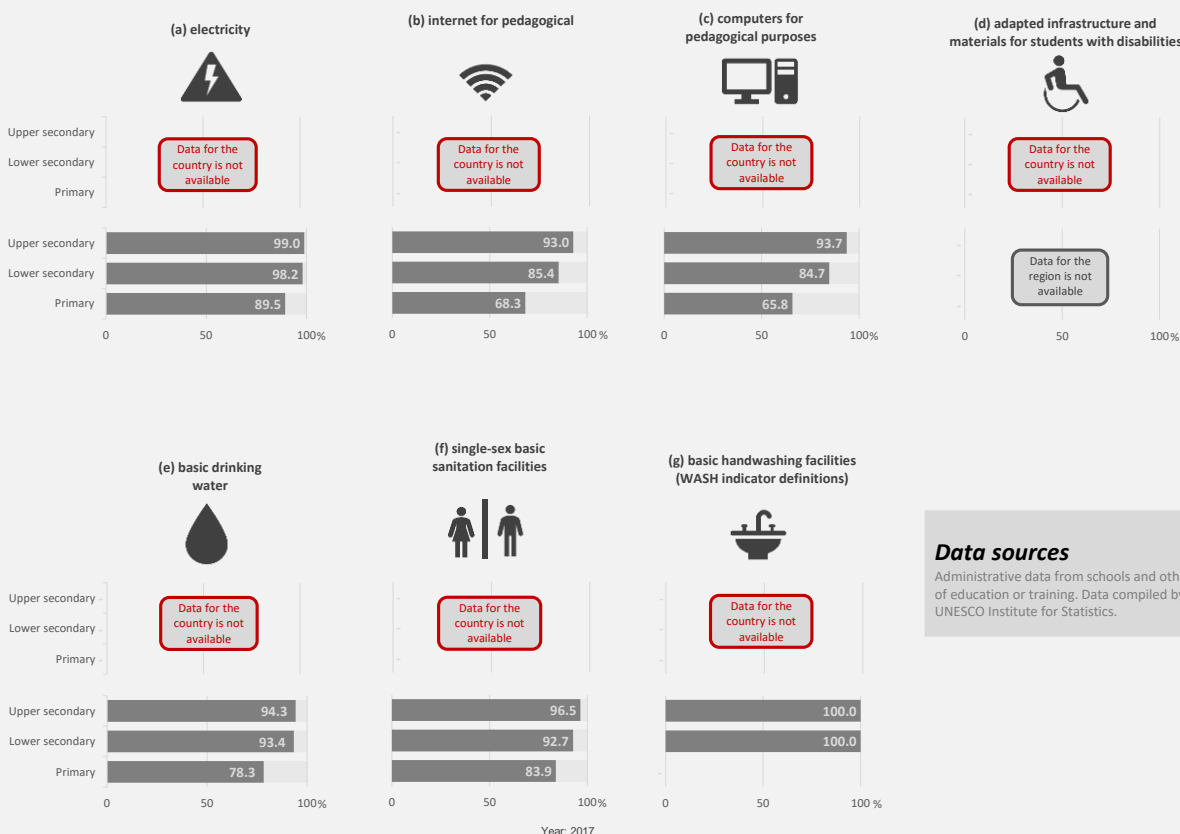 (a) electricity
(b) internet for pedagogical
(c) computers for
pedagogical purposes
(d) adapted infrastructure and
materials for students with disabilities
Upper secondary
Lower secondary
Primary
Data for the
country is not
available
Data for the
country is not
available
Data for the
country is not
available
Data for the
country is not
available
Upper secondary
Lower secondary
Primary
99.0
98.2
89.5
0 50 100%
93.0
85.4
68.3
0 50 100%
93.7
84.7
65.8
0 50 100%
Data for the
region is not
available
0 50 100%
(e) basic drinking
water
(f) single-sex basic
sanitation facilities
(g) basic handwashing facilities
(WASH indicator definitions)
Data sources
Administrative data from schools and oth
of education or training. Data compiled by
UNESCO Institute for Statistics.
Upper secondary
Lower secondary
Primary
Data for the
country is not
available
Data for the
country is not
available
Data for the
country is not
available
Upper secondary
Lower secondary
Primary
94.3
93.4
78.3
0 50 100%
96.5
92.7
83.9
0 50 100%
100.0
100.0
0 50 100%
Year: 2017